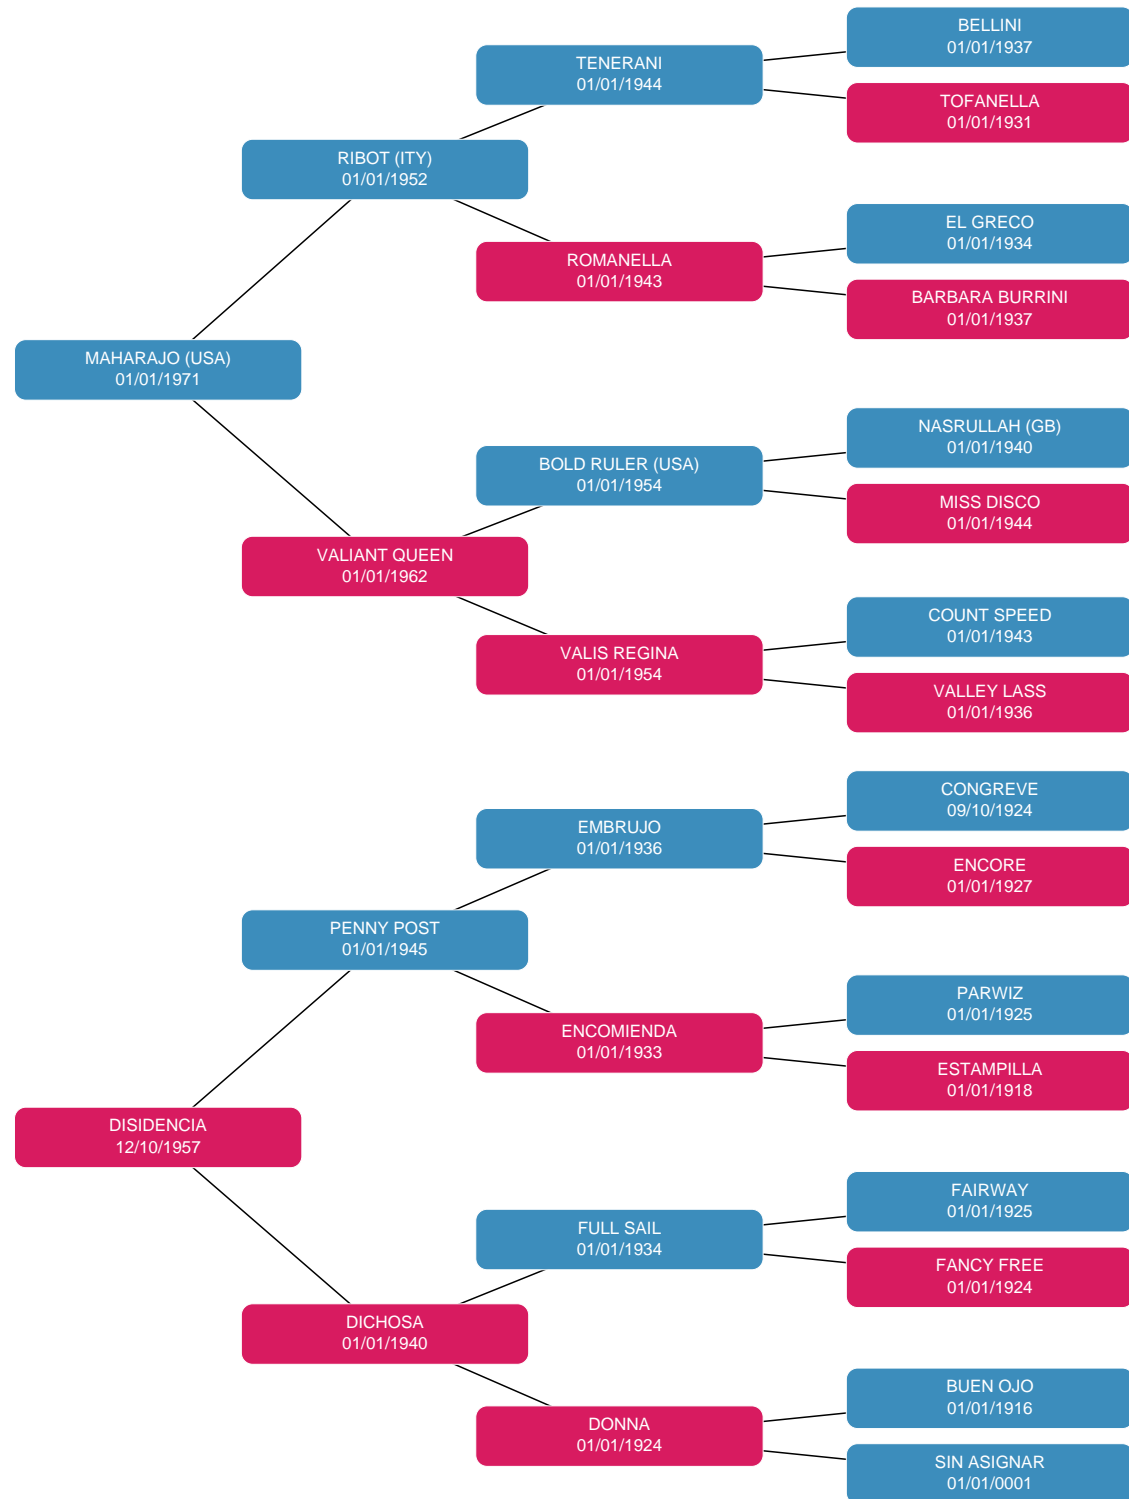 BELLINI
01/01/1937
TENERANI
01/01/1944
TOFANELLA
01/01/1931
RIBOT (ITY)
01/01/1952
EL GRECO
01/01/1934
ROMANELLA
01/01/1943
BARBARA BURRINI
01/01/1937
MAHARAJO (USA)
01/01/1971
NASRULLAH (GB)
01/01/1940
BOLD RULER (USA)
01/01/1954
MISS DISCO
01/01/1944
VALIANT QUEEN
01/01/1962
COUNT SPEED
01/01/1943
VALIS REGINA
01/01/1954
VALLEY LASS
01/01/1936
CONGREVE
09/10/1924
EMBRUJO
01/01/1936
ENCORE
01/01/1927
PENNY POST
01/01/1945
PARWIZ
01/01/1925
ENCOMIENDA
01/01/1933
ESTAMPILLA
01/01/1918
DISIDENCIA
12/10/1957
FAIRWAY
01/01/1925
FULL SAIL
01/01/1934
FANCY FREE
01/01/1924
DICHOSA
01/01/1940
BUEN OJO
01/01/1916
DONNA
01/01/1924
SIN ASIGNAR
01/01/0001